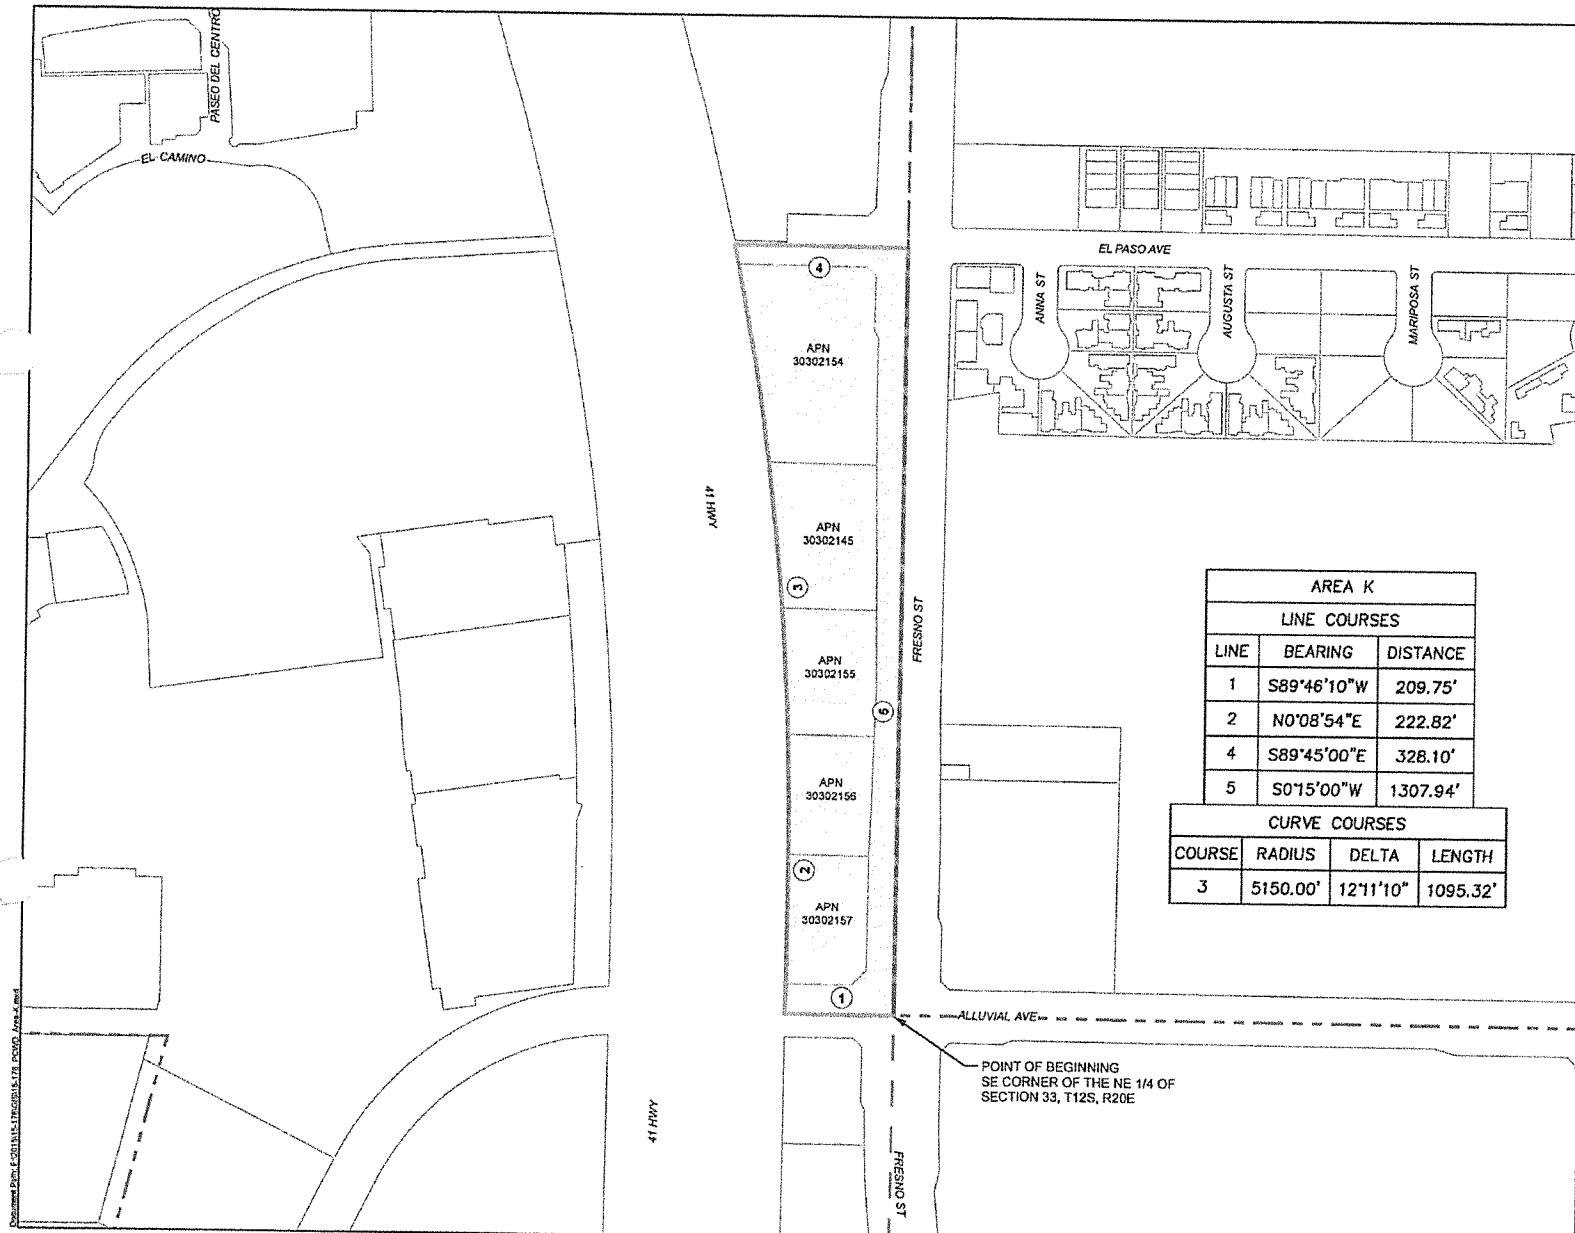 PASEO DEL CENTRO
EL CAMINO
EL PASO AVE
ANNA ST
AUGUSTA ST
MARIPOSA ST
4
APN
30302154
41 HWY
APN
30302145
3
FRESNO ST
APN
30302155
5
APN
30302156
2
APN
30302157
1
AREA K
LINE COURSES
LINE BEARING DISTANCE
1 S89°46'10"W 209.75'
2 N0°08'54"E 222.82'
4 S89°45'00"E 328.10'
5 S0°15'00"W 1307.94'
CURVE COURSES
COURSE RADIUS DELTA LENGTH
3 5150.00' 12°11'10" 1095.32'
ALLUVIAL AVE
POINT OF BEGINNING
SE CORNER OF THE NE 1/4 OF
SECTION 33, T12S, R20E
41 HWY
FRESNO ST
Document Path: